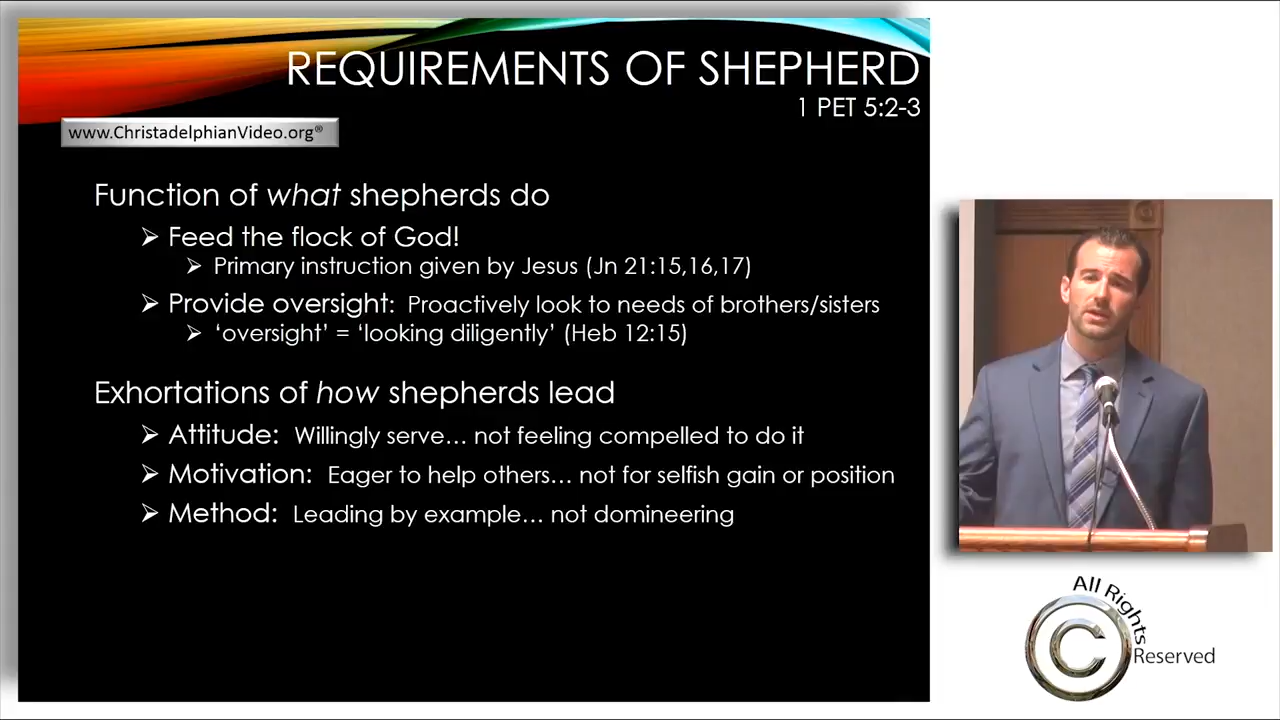 REQUIREMENTS OF SHEPHERD
1 PET 5:2-3
www.ChristadelphianVideo.org®
Function of what shepherds do
➢ Feed the flock of God!
➢ Primary instruction given by Jesus (Jn 21:15,16,17)
➢ Provide oversight: Proactively look to needs of brothers/sisters
➢ ‘oversight’ = ‘looking diligently’ (Heb 12:15)
Exhortations of how shepherds lead
➢ Attitude: Willingly serve… not feeling compelled to do it
➢ Motivation: Eager to help others… not for selfish gain or position
➢ Method: Leading by example… not domineering
All Rights
©
Reserved